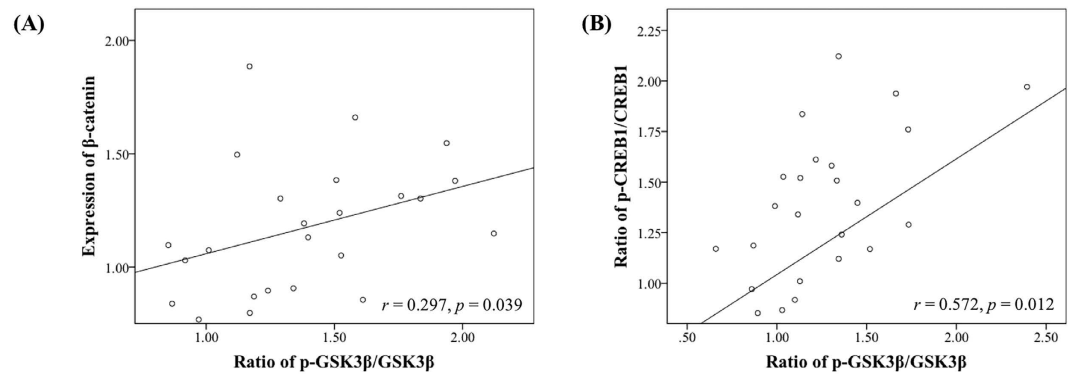 (A)
Expression of β-catenin
2.00
1.50
1.00
r = 0.297, p = 0.039
1.00 1.50 2.00
Ratio of p-GSK3β/GSK3β
(B)
Ratio of p-CREB1/CREB1
2.25
2.00
1.75
1.50
1.25
1.00
r = 0.572, p = 0.012
.50 1.00 1.50 2.00 2.50
Ratio of p-GSK3β/GSK3β